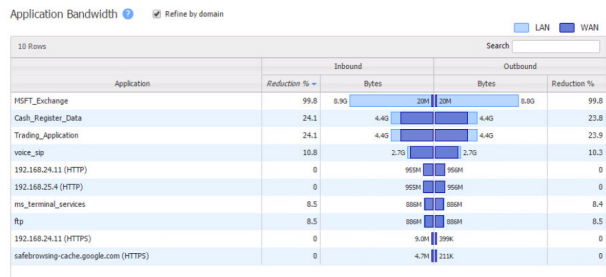 Application Bandwidth ? Refine by domain
LAN WAN
10 Rows Search
Inbound Outbound
Application Reduction % Bytes Bytes Reduction %
MSFT_Exchange 99.8 8.9G 20M 20M 8.8G 99.8
Cash_Register_Data 24.1 4.4G 4.4G 23.8
Trading_Application 24.1 4.4G 4.4G 23.9
voice_sip 10.8 2.7G 2.7G 10.3
192.168.24.11 (HTTP) 0 955M 956M 0
192.168.25.4 (HTTP) 0 955M 956M 0
ms_terminal_services 8.5 886M 886M 8.4
ftp 8.5 886M 886M 8.5
192.168.24.11 (HTTPS) 0 9.0M 399K 0
safebrowsing-cache.google.com (HTTPS) 0 4.7M 211K 0